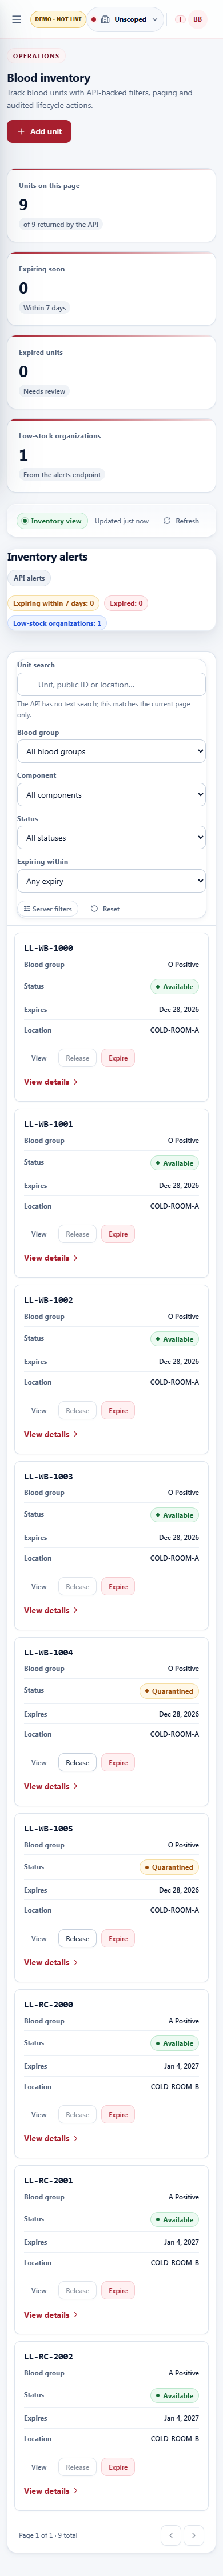 DEMO - NOT LIVE
Unscoped
1
BB
OPERATIONS
Blood inventory
Track blood units with API-backed filters, paging and
audited lifecycle actions.
+ Add unit
Units on this page
9
of 9 returned by the API
Expiring soon
0
Within 7 days
Expired units
0
Needs review
Low-stock organizations
1
From the alerts endpoint
Inventory view
Updated just now
Refresh
Inventory alerts
API alerts
Expiring within 7 days: 0
Expired: 0
Low-stock organizations: 1
Unit search
Unit, public ID or location...
The API has no text search; this matches the current page
only.
Blood group
All blood groups
Component
All components
Status
All statuses
Expiring within
Any expiry
Server filters
Reset
LL-WB-1000
Blood group O Positive
Status Available
Expires Dec 28, 2026
Location COLD-ROOM-A
View Release Expire
View details
LL-WB-1001
Blood group O Positive
Status Available
Expires Dec 28, 2026
Location COLD-ROOM-A
View Release Expire
View details
LL-WB-1002
Blood group O Positive
Status Available
Expires Dec 28, 2026
Location COLD-ROOM-A
View Release Expire
View details
LL-WB-1003
Blood group O Positive
Status Available
Expires Dec 28, 2026
Location COLD-ROOM-A
View Release Expire
View details
LL-WB-1004
Blood group O Positive
Status Quarantined
Expires Dec 28, 2026
Location COLD-ROOM-A
View Release Expire
View details
LL-WB-1005
Blood group O Positive
Status Quarantined
Expires Dec 28, 2026
Location COLD-ROOM-A
View Release Expire
View details
LL-RC-2000
Blood group A Positive
Status Available
Expires Jan 4, 2027
Location COLD-ROOM-B
View Release Expire
View details
LL-RC-2001
Blood group A Positive
Status Available
Expires Jan 4, 2027
Location COLD-ROOM-B
View Release Expire
View details
LL-RC-2002
Blood group A Positive
Status Available
Expires Jan 4, 2027
Location COLD-ROOM-B
View Release Expire
View details
Page 1 of 1 · 9 total